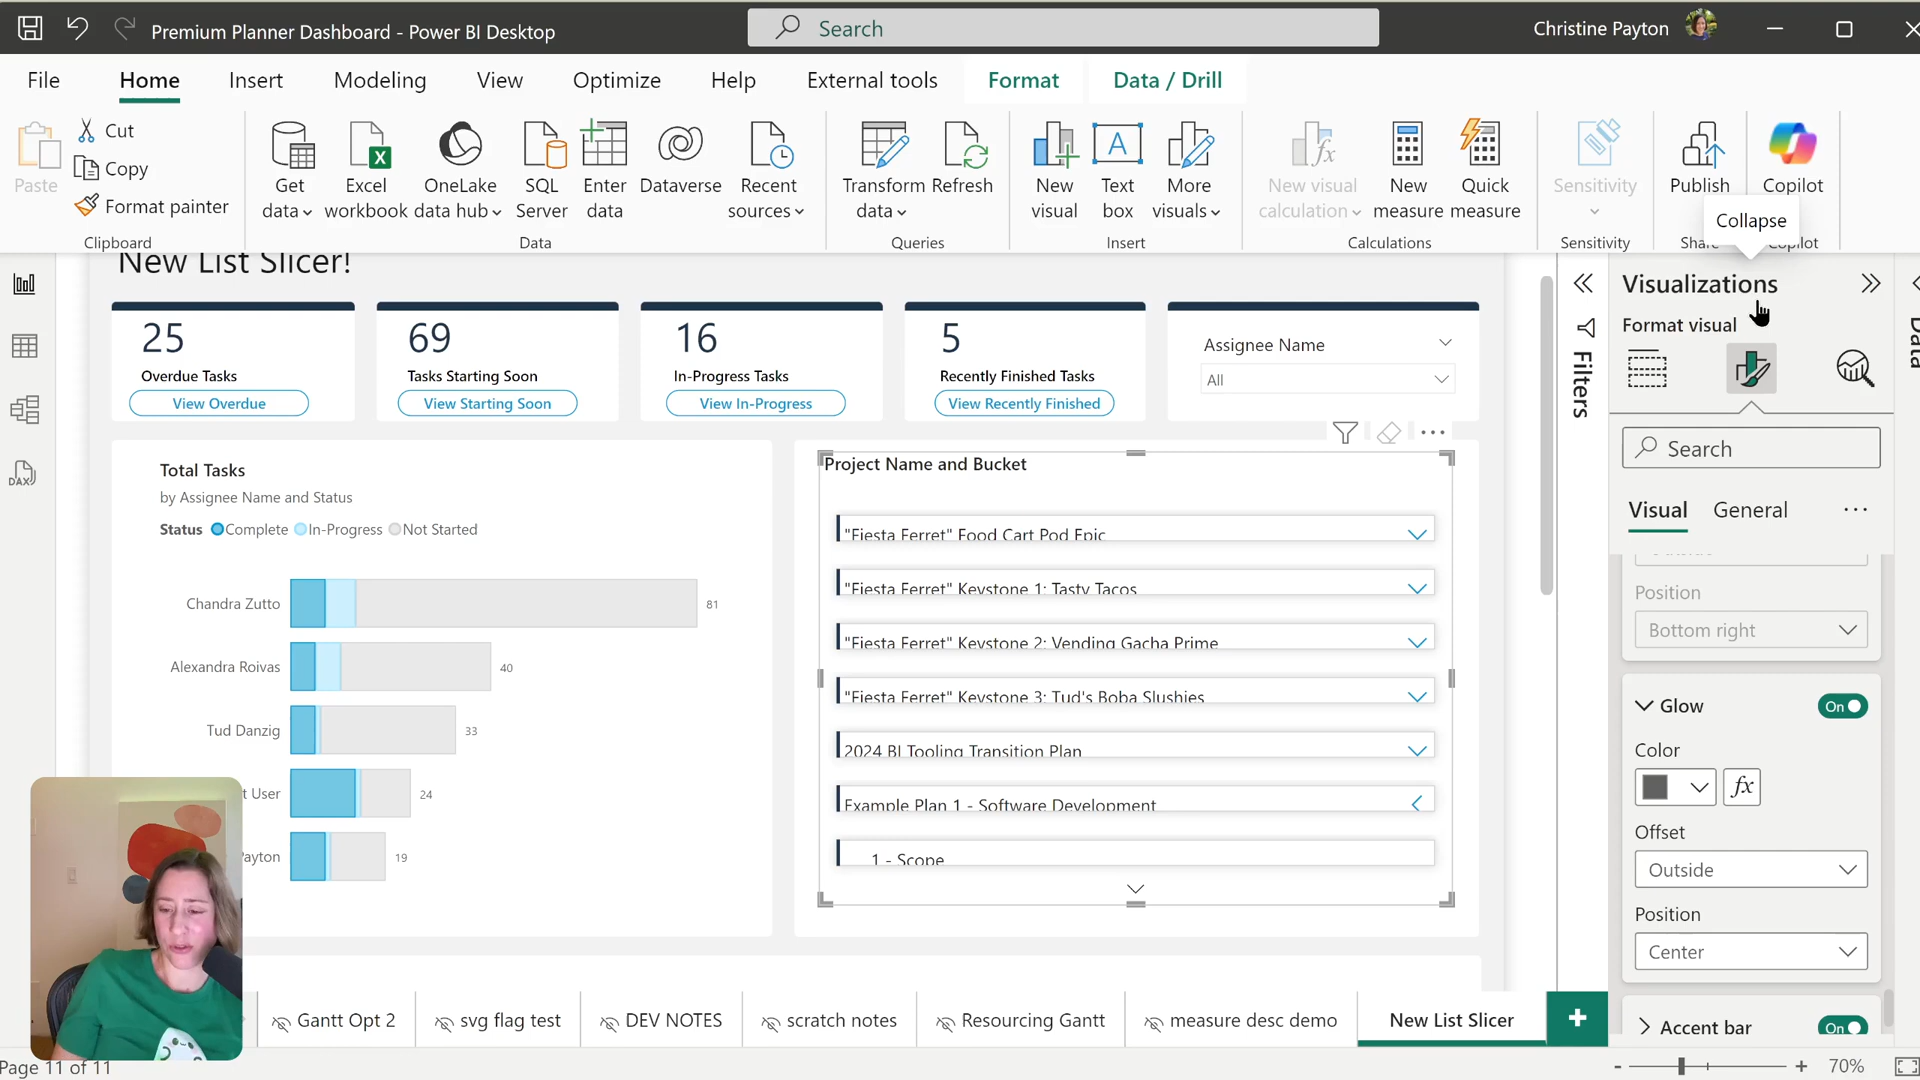 Premium Planner Dashboard - Power BI Desktop
Search
Christine Payton
File
Home
Insert
Modeling
View
Optimize
Help
External tools
Format
Data / Drill
Paste
Cut
Copy
Format painter
Clipboard
Get data
Excel workbook
OneLake data hub
SQL Server
Enter data
Dataverse
Recent sources
Data
Transform data
Refresh
Queries
New visual
Text box
More visuals
Insert
New visual calculation
New measure
Quick measure
Calculations
Sensitivity
Sensitivity
Publish
Copilot
Collapse
DAX
New List Slicer!
25
Overdue Tasks
View Overdue
69
Tasks Starting Soon
View Starting Soon
16
In-Progress Tasks
View In-Progress
5
Recently Finished Tasks
View Recently Finished
Assignee Name
All
Total Tasks
by Assignee Name and Status
Status Complete In-Progress Not Started
Chandra Zutto 81
Alexandra Roivas 40
Tud Danzig 33
User 24
19
Project Name and Bucket
"Fiesta Ferret" Food Cart Pod Epic
"Fiesta Ferret" Keystone 1: Tasty Tacos
"Fiesta Ferret" Keystone 2: Vending Gacha Prime
"Fiesta Ferret" Keystone 3: Tud's Boba Slushies
2024 BI Tooling Transition Plan
Example Plan 1 - Software Development
1 - Scope
Filters
Visualizations
Format visual
Search
Visual
General
Position
Bottom right
Glow
On
Color
fx
Offset
Outside
Position
Center
Accent bar
On
Data
Gantt Opt 2
svg flag test
DEV NOTES
scratch notes
Resourcing Gantt
measure desc demo
New List Slicer
+
Page 11 of 11
- + 70%